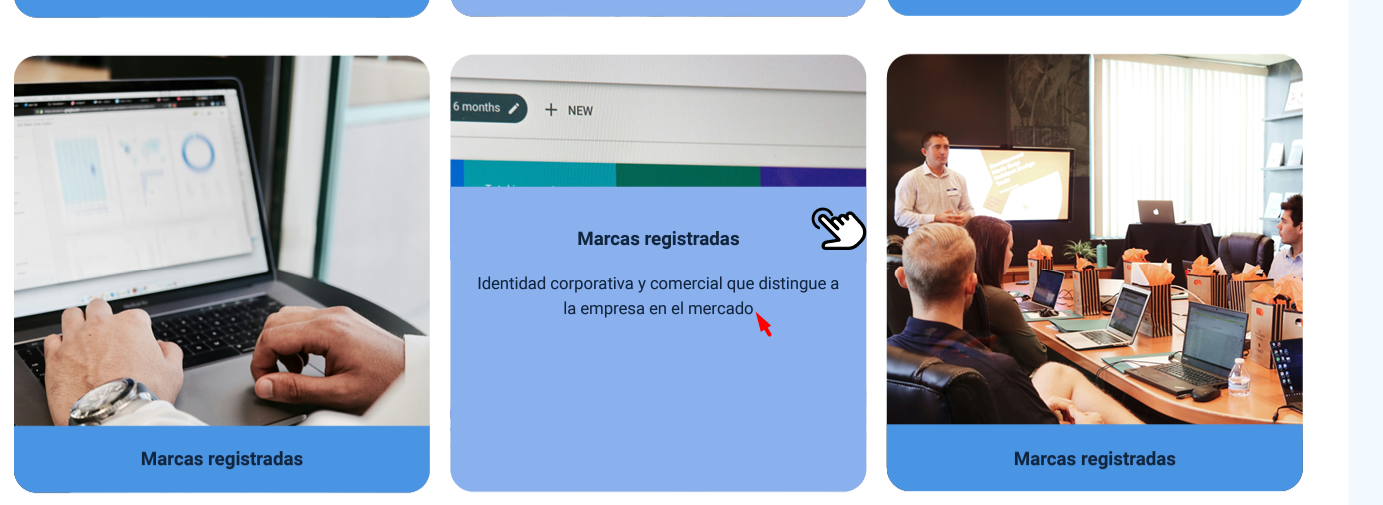 6 months
NEW
Marcas registradas
Identidad corporativa y comercial que distingue a
la empresa en el mercado
Marcas registradas
Marcas registradas